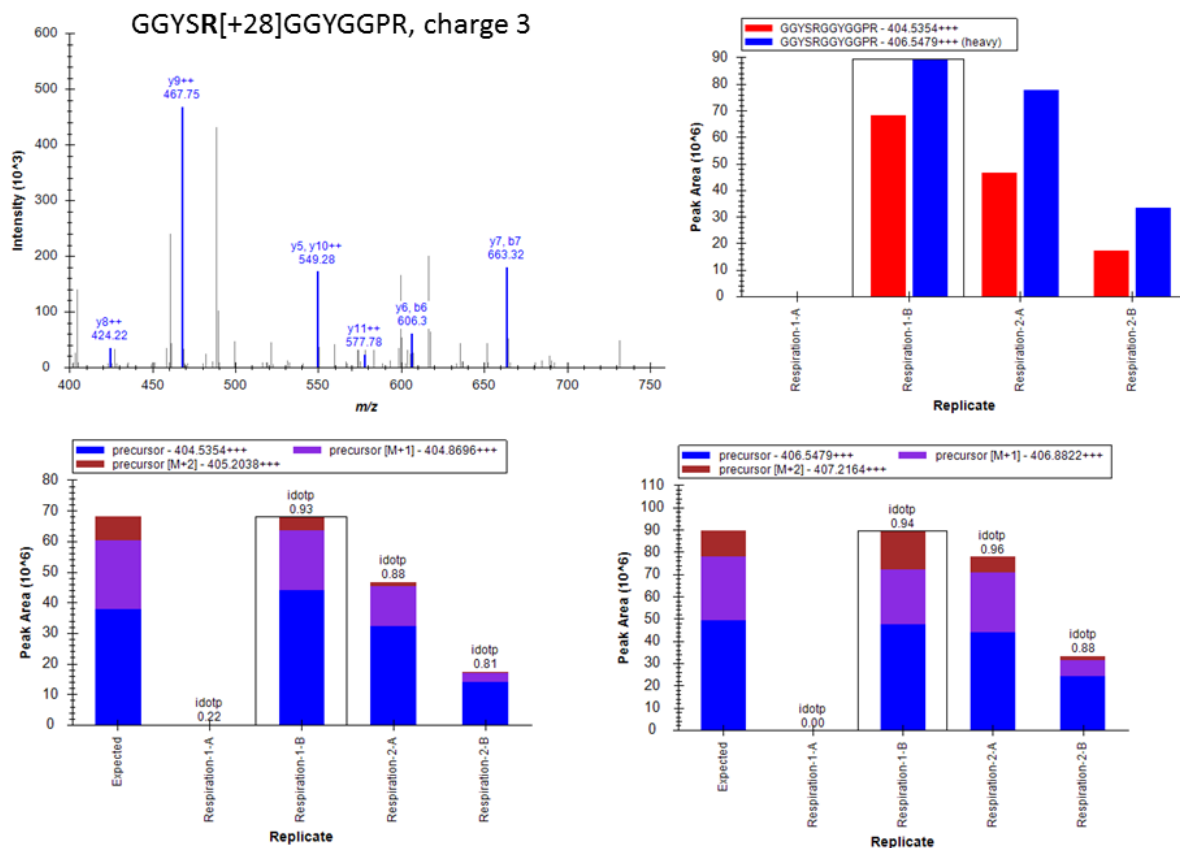 GGYSR[+28]GGYGGPR, charge 3
600
500
400
300
200
100
0
Intensity (10^3)
y9++
467.75
y8++
424.22
y5, y10++
549.28
y11++
577.78
y6, b6
606.3
y7, b7
663.32
400 450 500 550 600 650 700 750
m/z
GGYSRGGYGGPR - 404.5354+++
GGYSRGGYGGPR - 406.5479+++ (heavy)
90
80
70
60
50
40
30
20
10
0
Peak Area (10^6)
Respiration-1-A
Respiration-1-B
Respiration-2-A
Respiration-2-B
Replicate
precursor - 404.5354+++ precursor [M+1] - 404.8696+++
precursor [M+2] - 405.2038+++
80
70
60
50
40
30
20
10
0
Peak Area (10^6)
idotp
0.22
idotp
0.93
idotp
0.88
idotp
0.81
Expected
Respiration-1-A
Respiration-1-B
Respiration-2-A
Respiration-2-B
Replicate
precursor - 406.5479+++ precursor [M+1] - 406.8822+++
precursor [M+2] - 407.2164+++
110
100
90
80
70
60
50
40
30
20
10
0
Peak Area (10^6)
idotp
0.00
idotp
0.94
idotp
0.96
idotp
0.88
Expected
Respiration-1-A
Respiration-1-B
Respiration-2-A
Respiration-2-B
Replicate